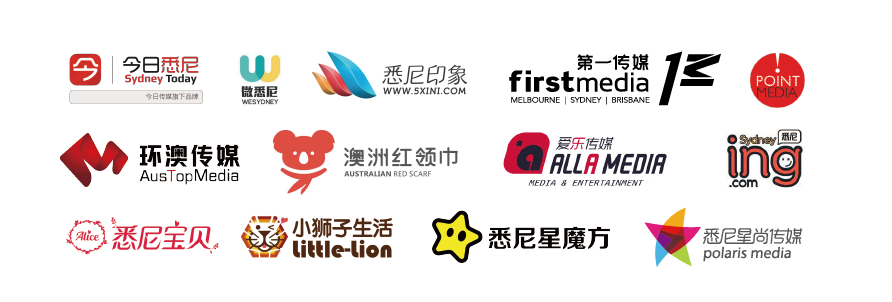 今
今日悉尼
Sydney Today
今日传媒旗下品牌
微悉尼
WESYDNEY
悉尼印象
WWW.5XINI.COM
第一传媒
firstmedia
MELBOURNE | SYDNEY | BRISBANE
POINT
MEDIA
环澳传媒
AusTopMedia
澳洲红领巾
AUSTRALIAN RED SCARF
爱乐传媒
ALLA MEDIA
MEDIA & ENTERTAINMENT
Sydney 悉尼
ing
.com
Alice
悉尼宝贝
小狮子生活
Little-Lion
悉尼星魔方
悉尼星尚传媒
polaris media